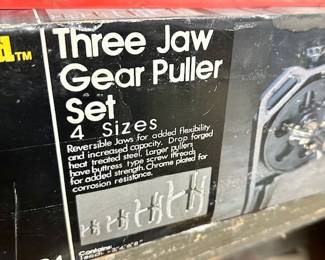 Three Jaw
Gear Puller
Set
4 Sizes
Reversible Jaws for added flexibility
and increased capacity. Drop forged
heat treated steel. Larger pullers
have buttress type screw threads
for added strength. Chrome plated for
corrosion resistance.
Contains: